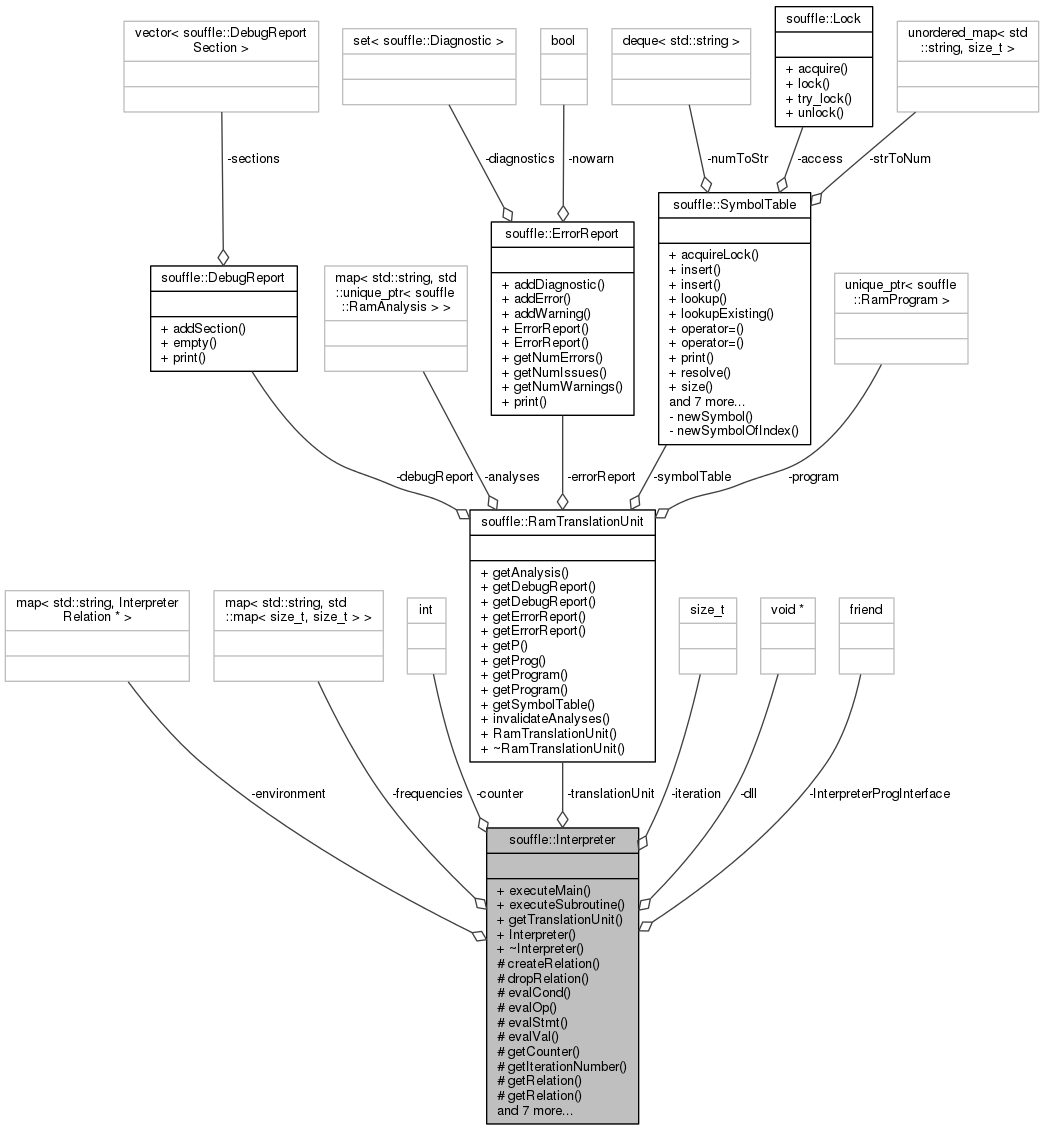 vector< souffle::DebugReport
Section >
set< souffle::Diagnostic >
bool
deque< std::string >
souffle::Lock
+ acquire()
+ lock()
+ try_lock()
+ unlock()
unordered_map< std
::string, size_t >
-sections
-diagnostics
-nowarn
-numToStr
-access
-strToNum
souffle::DebugReport
+ addSection()
+ empty()
+ print()
map< std::string, std
::unique_ptr< souffle
::RamAnalysis > >
souffle::ErrorReport
+ addDiagnostic()
+ addError()
+ addWarning()
+ ErrorReport()
+ ErrorReport()
+ getNumErrors()
+ getNumIssues()
+ getNumWarnings()
+ print()
souffle::SymbolTable
+ acquireLock()
+ insert()
+ insert()
+ lookup()
+ lookupExisting()
+ operator=()
+ operator=()
+ print()
+ resolve()
+ size()
and 7 more...
- newSymbol()
- newSymbolOfIndex()
unique_ptr< souffle
::RamProgram >
-debugReport
-analyses
-errorReport
-symbolTable
-program
souffle::RamTranslationUnit
+ getAnalysis()
+ getDebugReport()
+ getDebugReport()
+ getErrorReport()
+ getErrorReport()
+ getP()
+ getProg()
+ getProgram()
+ getProgram()
+ getSymbolTable()
+ invalidateAnalyses()
+ RamTranslationUnit()
+ ~RamTranslationUnit()
map< std::string, Interpreter
Relation * >
map< std::string, std
::map< size_t, size_t > >
int
size_t
void *
friend
-environment
-frequencies
-counter
-translationUnit
-iteration
-dll
-InterpreterProgInterface
souffle::Interpreter
+ executeMain()
+ executeSubroutine()
+ getTranslationUnit()
+ Interpreter()
+ ~Interpreter()
# createRelation()
# dropRelation()
# evalCond()
# evalOp()
# evalStmt()
# evalVal()
# getCounter()
# getIterationNumber()
# getRelation()
# getRelation()
and 7 more...